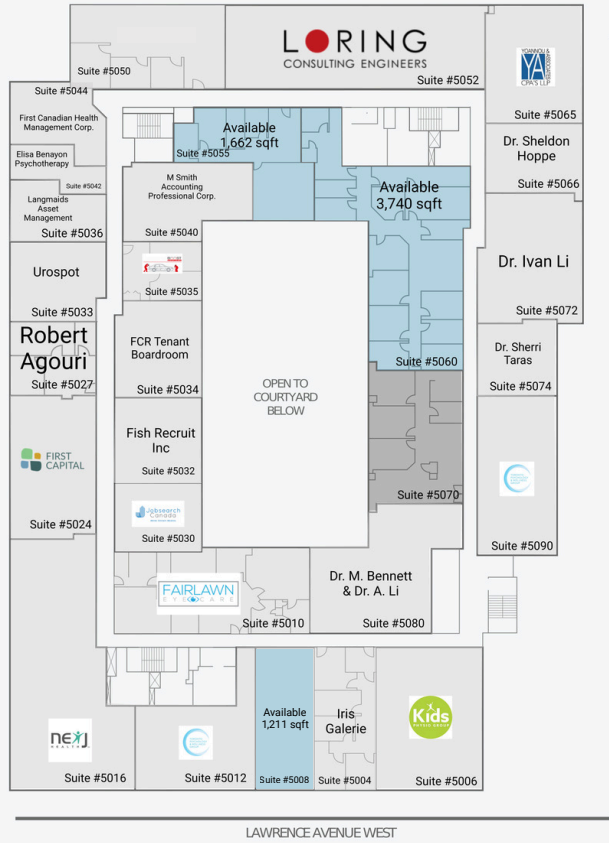 Suite #5050
LORING
CONSULTING ENGINEERS
Suite #5052
YA
CPA'S LLP
Suite #5065
Suite #5044
First Canadian Health
Management Corp.
Elisa Benayon
Psychotherapy
Suite #5042
Langmaids
Asset
Management
Suite #5036
Available
1,662 sqft
Suite #5055
M Smith
Accounting
Professional Corp.
Suite #5040
Available
3,740 sqft
Suite #5060
Dr. Sheldon
Hoppe
Suite #5066
Dr. Ivan Li
Suite #5072
Urospot
Suite #5033
Suite #5035
Robert
Agouri
Suite #5027
FCR Tenant
Boardroom
Suite #5034
OPEN TO
COURTYARD
BELOW
Dr. Sherri
Taras
Suite #5074
FIRST
CAPITAL
Suite #5024
Fish Recruit
Inc
Suite #5032
Jobsearch
Canada
Suite #5030
Suite #5070
Suite #5090
FAIRLAWN
EYE CARE
Suite #5010
Dr. M. Bennett
& Dr. A. Li
Suite #5080
NEXJ
HEALTH
Suite #5016
Suite #5012
Available
1,211 sqft
Suite #5008
Iris
Galerie
Suite #5004
Kids
PHYSIO GROUP
Suite #5006
LAWRENCE AVENUE WEST